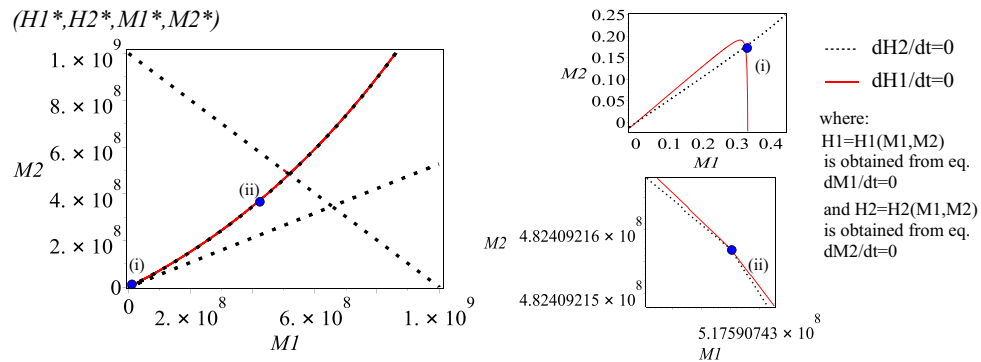 (H1*,H2*,M1*,M2*)
1. × 10^9
8. × 10^8
6. × 10^8
M2
4. × 10^8
2. × 10^8
0
(i)
(ii)
0
2. × 10^8
6. × 10^8
1. × 10^9
M1
0.25
0.20
0.15
M2
0.10
0.05
0
(i)
0 0.1 0.2 0.3 0.4
M1
M2
4.82409216 × 10^8
4.82409215 × 10^8
(ii)
5.17590743 × 10^8
M1
dH2/dt=0
dH1/dt=0
where:
H1=H1(M1,M2)
is obtained from eq.
dM1/dt=0
and H2=H2(M1,M2)
is obtained from eq.
dM2/dt=0